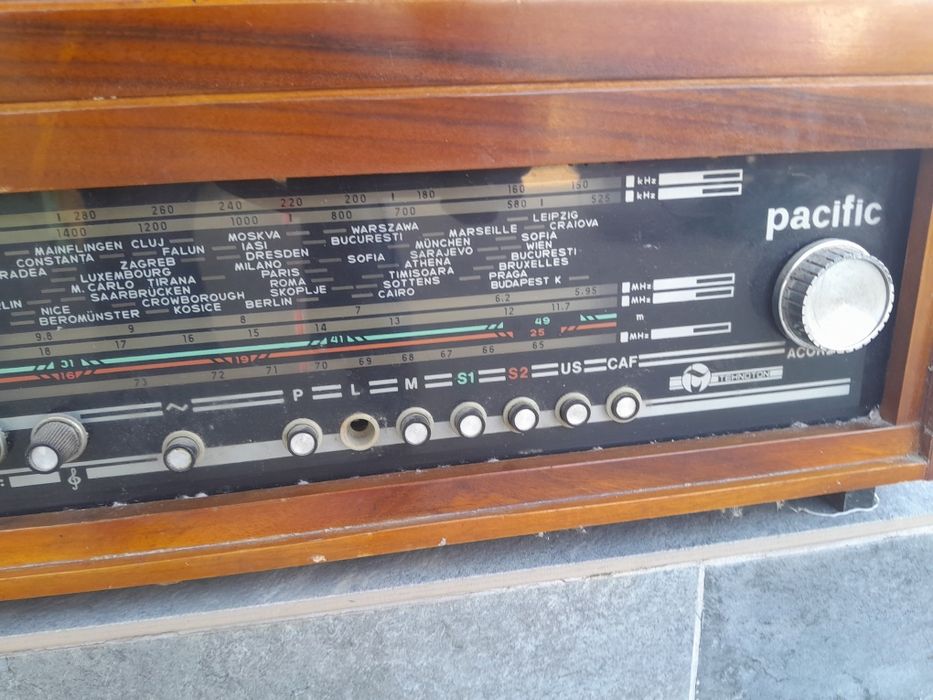 280 260 240 220 200 180 160 150 kHz
1400 1200 1000 800 700 580 525 kHz
pacific
LEIPZIG
MOSKVA WARSZAWA MARSEILLE CRAIOVA
MAINFLINGEN CLUJ IASI BUCURESTI MÜNCHEN SOFIA
CONSTANTA FALUN DRESDEN SOFIA SARAJEVO WIEN
ZAGREB MILANO ATHENA BUCURESTI
RADEA LUXEMBOURG PARIS TIMISOARA BRUXELLES
M. CARLO TIRANA ROMA SOTTENS PRAGA
RLIN SAARBRÜCKEN SKOPLJE CAIRO BUDAPEST K
NICE CROWBOROUGH BERLIN
BEROMÜNSTER KOSICE
7 6.2 5.95 MHz
9.8 9 8 MHz
18 17 16 15 14 13 12 11.7
31 41 49 m
16 19 25
73 72 71 70 69 68 67 66 65 MHz
P L M S1 S2 US CAF
TEHNOTON